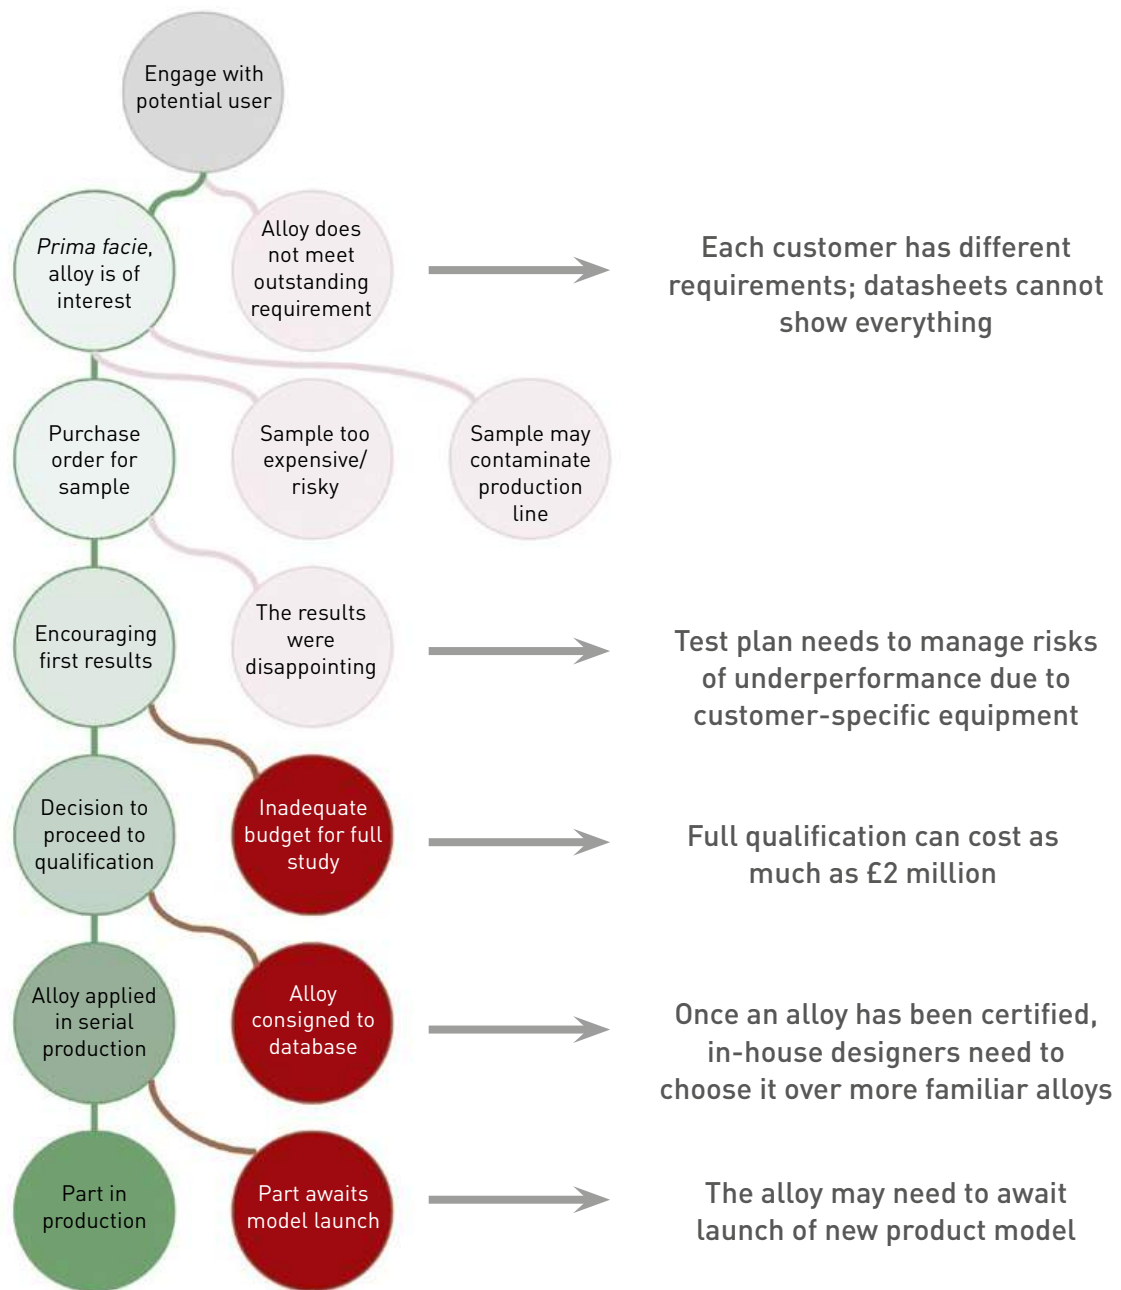 Engage with
potential user
Prima facie,
alloy is of
interest
Alloy does
not meet
outstanding
requirement
Each customer has different
requirements; datasheets cannot
show everything
Purchase
order for
sample
Sample too
expensive/
risky
Sample may
contaminate
production
line
Encouraging
first results
The results
were
disappointing
Test plan needs to manage risks
of underperformance due to
customer-specific equipment
Decision to
proceed to
qualification
Inadequate
budget for full
study
Full qualification can cost as
much as £2 million
Alloy applied
in serial
production
Alloy
consigned to
database
Once an alloy has been certified,
in-house designers need to
choose it over more familiar alloys
Part in
production
Part awaits
model launch
The alloy may need to await
launch of new product model